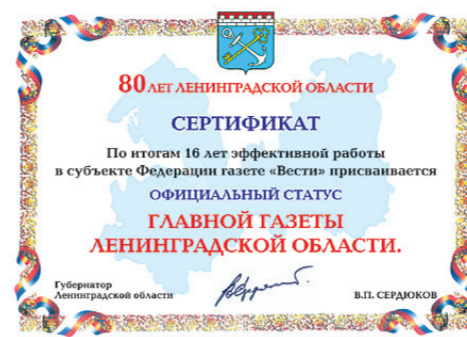 80 ЛЕТ ЛЕНИНГРАДСКОЙ ОБЛАСТИ
СЕРТИФИКАТ
По итогам 16 лет эффективной работы
в субъекте Федерации газете «Вести» присваивается
ОФИЦИАЛЬНЫЙ СТАТУС
ГЛАВНОЙ ГАЗЕТЫ
ЛЕНИНГРАДСКОЙ ОБЛАСТИ.
Губернатор
Ленинградской области
В.П. СЕРДЮКОВ